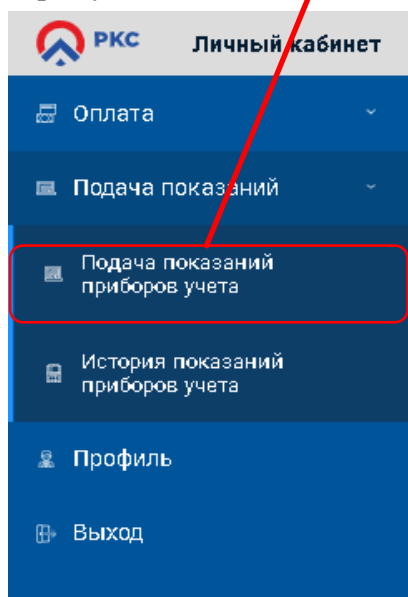 РКС Личный кабинет
Оплата
Подача показаний
Подача показаний
приборов учета
История показаний
приборов учета
Профиль
Выход